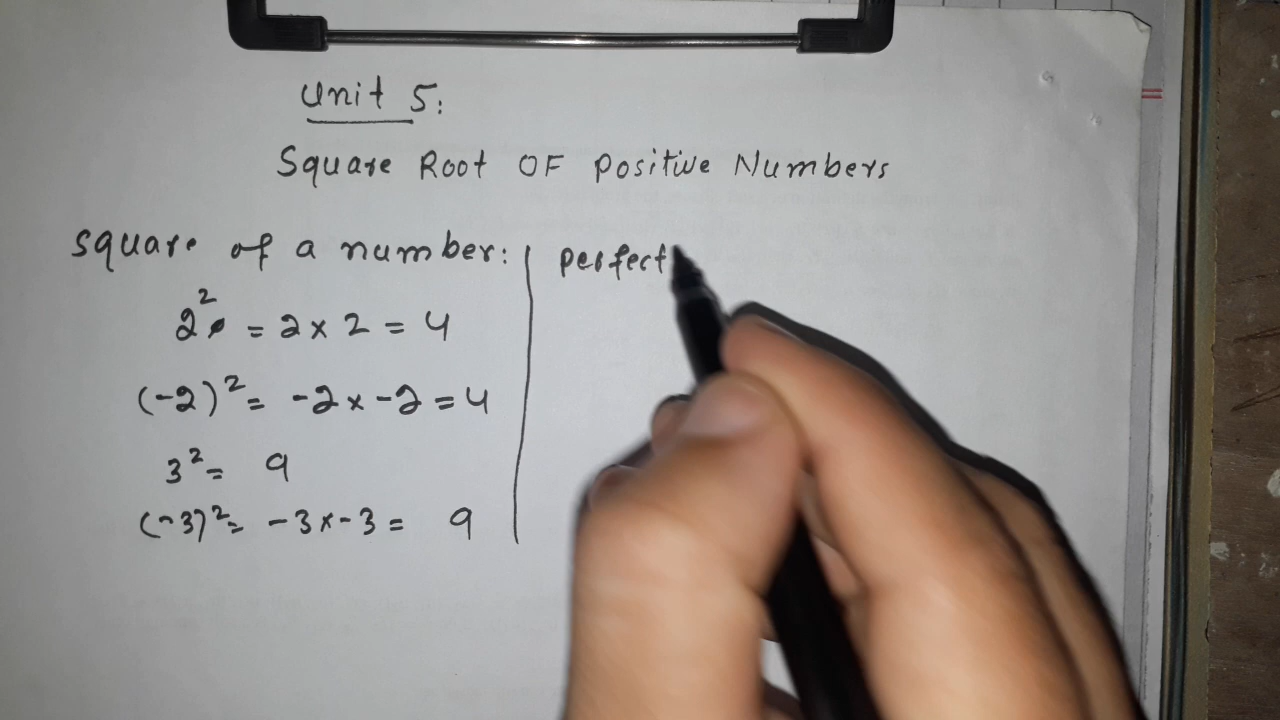 Unit 5:
Square Root OF Positive Numbers
square of a number:
2² = 2 x 2 = 4
(-2)² = -2 x -2 = 4
3² = 9
(-3)² = -3 x -3 = 9
perfect